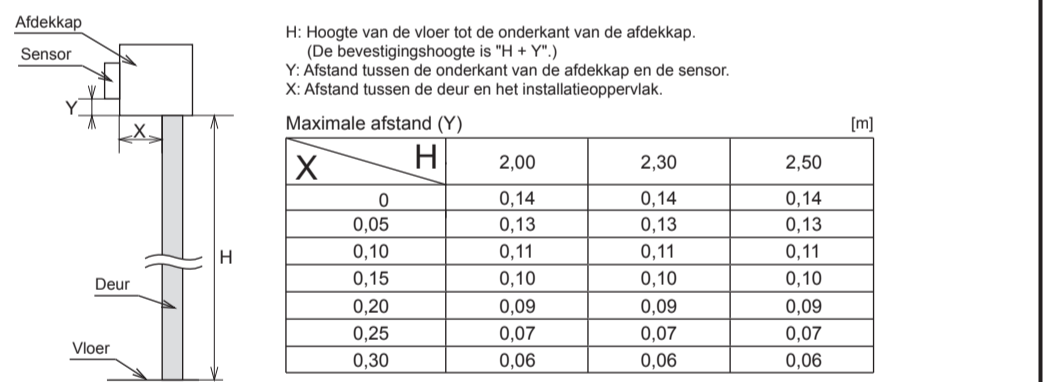 Afdekkap
Sensor
Y
X
H
Deur
Vloer
H: Hoogte van de vloer tot de onderkant van de afdekkap.
(De bevestigingshoogte is "H + Y".)
Y: Afstand tussen de onderkant van de afdekkap en de sensor.
X: Afstand tussen de deur en het installatieoppervlak.
Maximale afstand (Y) [m]
X H 2,00 2,30 2,50
0 0,14 0,14 0,14
0,05 0,13 0,13 0,13
0,10 0,11 0,11 0,11
0,15 0,10 0,10 0,10
0,20 0,09 0,09 0,09
0,25 0,07 0,07 0,07
0,30 0,06 0,06 0,06